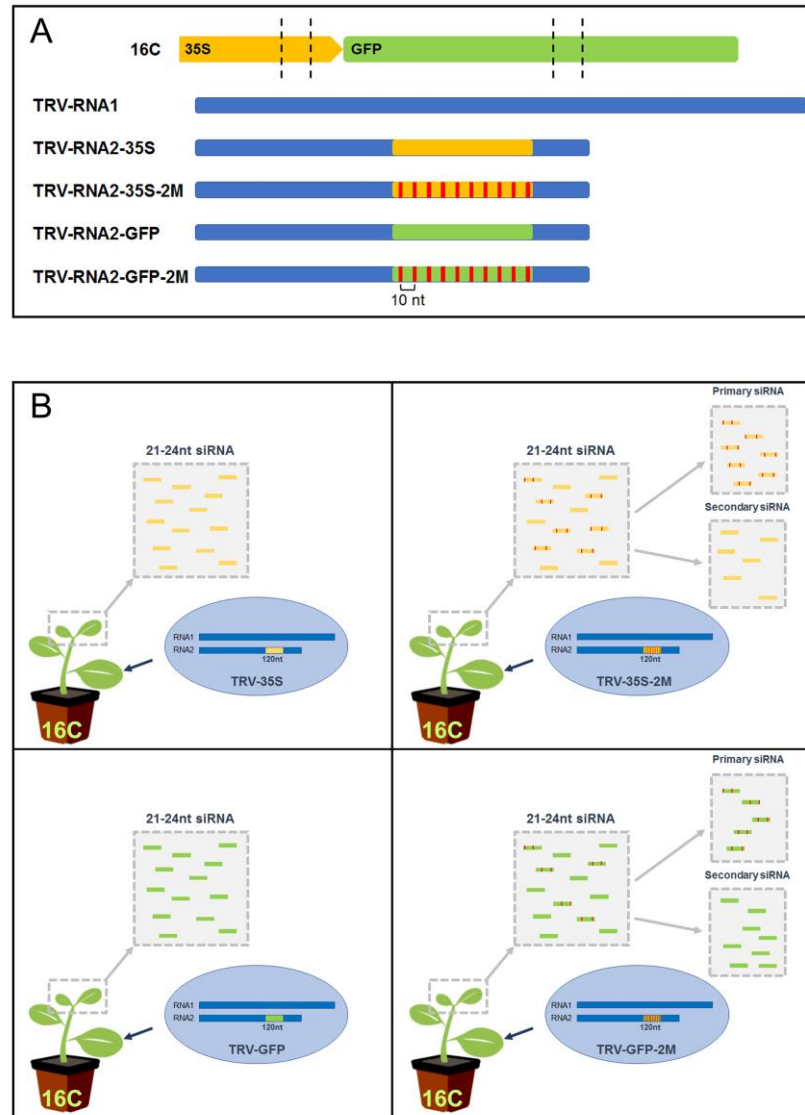 A
16C
35S
GFP
TRV-RNA1
TRV-RNA2-35S
TRV-RNA2-35S-2M
TRV-RNA2-GFP
TRV-RNA2-GFP-2M
10 nt
B
21-24nt siRNA
RNA1
RNA2
120nt
TRV-35S
16C
Primary siRNA
21-24nt siRNA
Secondary siRNA
RNA1
RNA2
120nt
TRV-35S-2M
16C
21-24nt siRNA
RNA1
RNA2
120nt
TRV-GFP
16C
Primary siRNA
21-24nt siRNA
Secondary siRNA
RNA1
RNA2
120nt
TRV-GFP-2M
16C